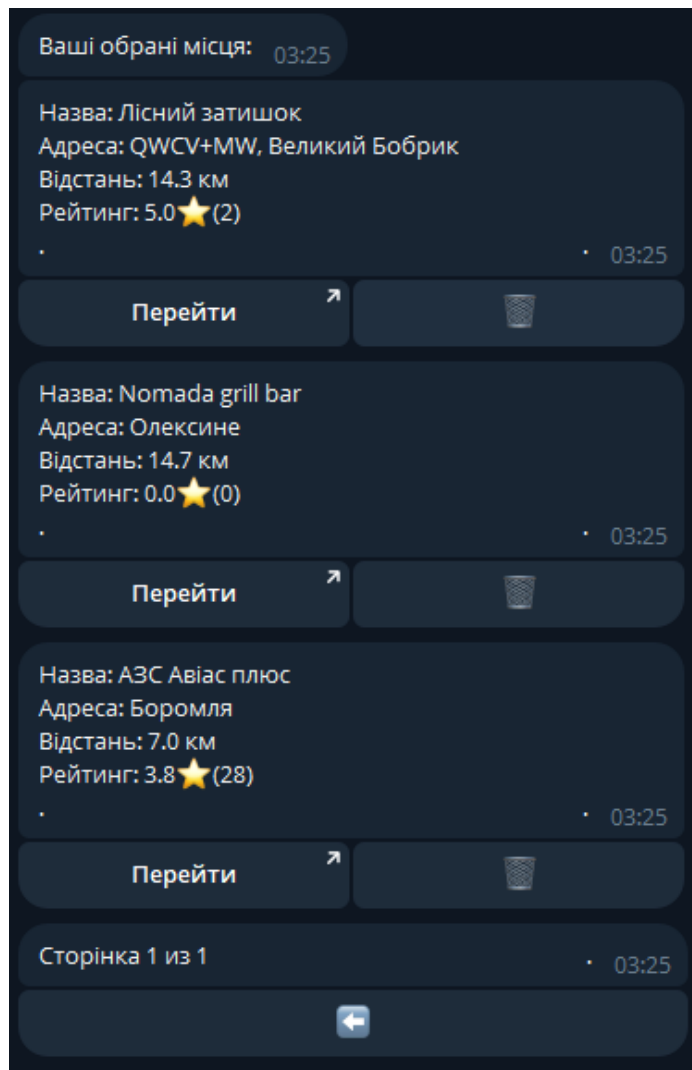 Ваші обрані місця: 03:25
Назва: Лісний затишок
Адреса: QWCV+MW, Великий Бобрик
Відстань: 14.3 км
Рейтинг: 5.0⭐(2)
. . 03:25
Перейти
Назва: Nomada grill bar
Адреса: Олексине
Відстань: 14.7 км
Рейтинг: 0.0⭐(0)
. . 03:25
Перейти
Назва: АЗС Авіас плюс
Адреса: Боромля
Відстань: 7.0 км
Рейтинг: 3.8⭐(28)
. . 03:25
Перейти
Сторінка 1 из 1 . 03:25